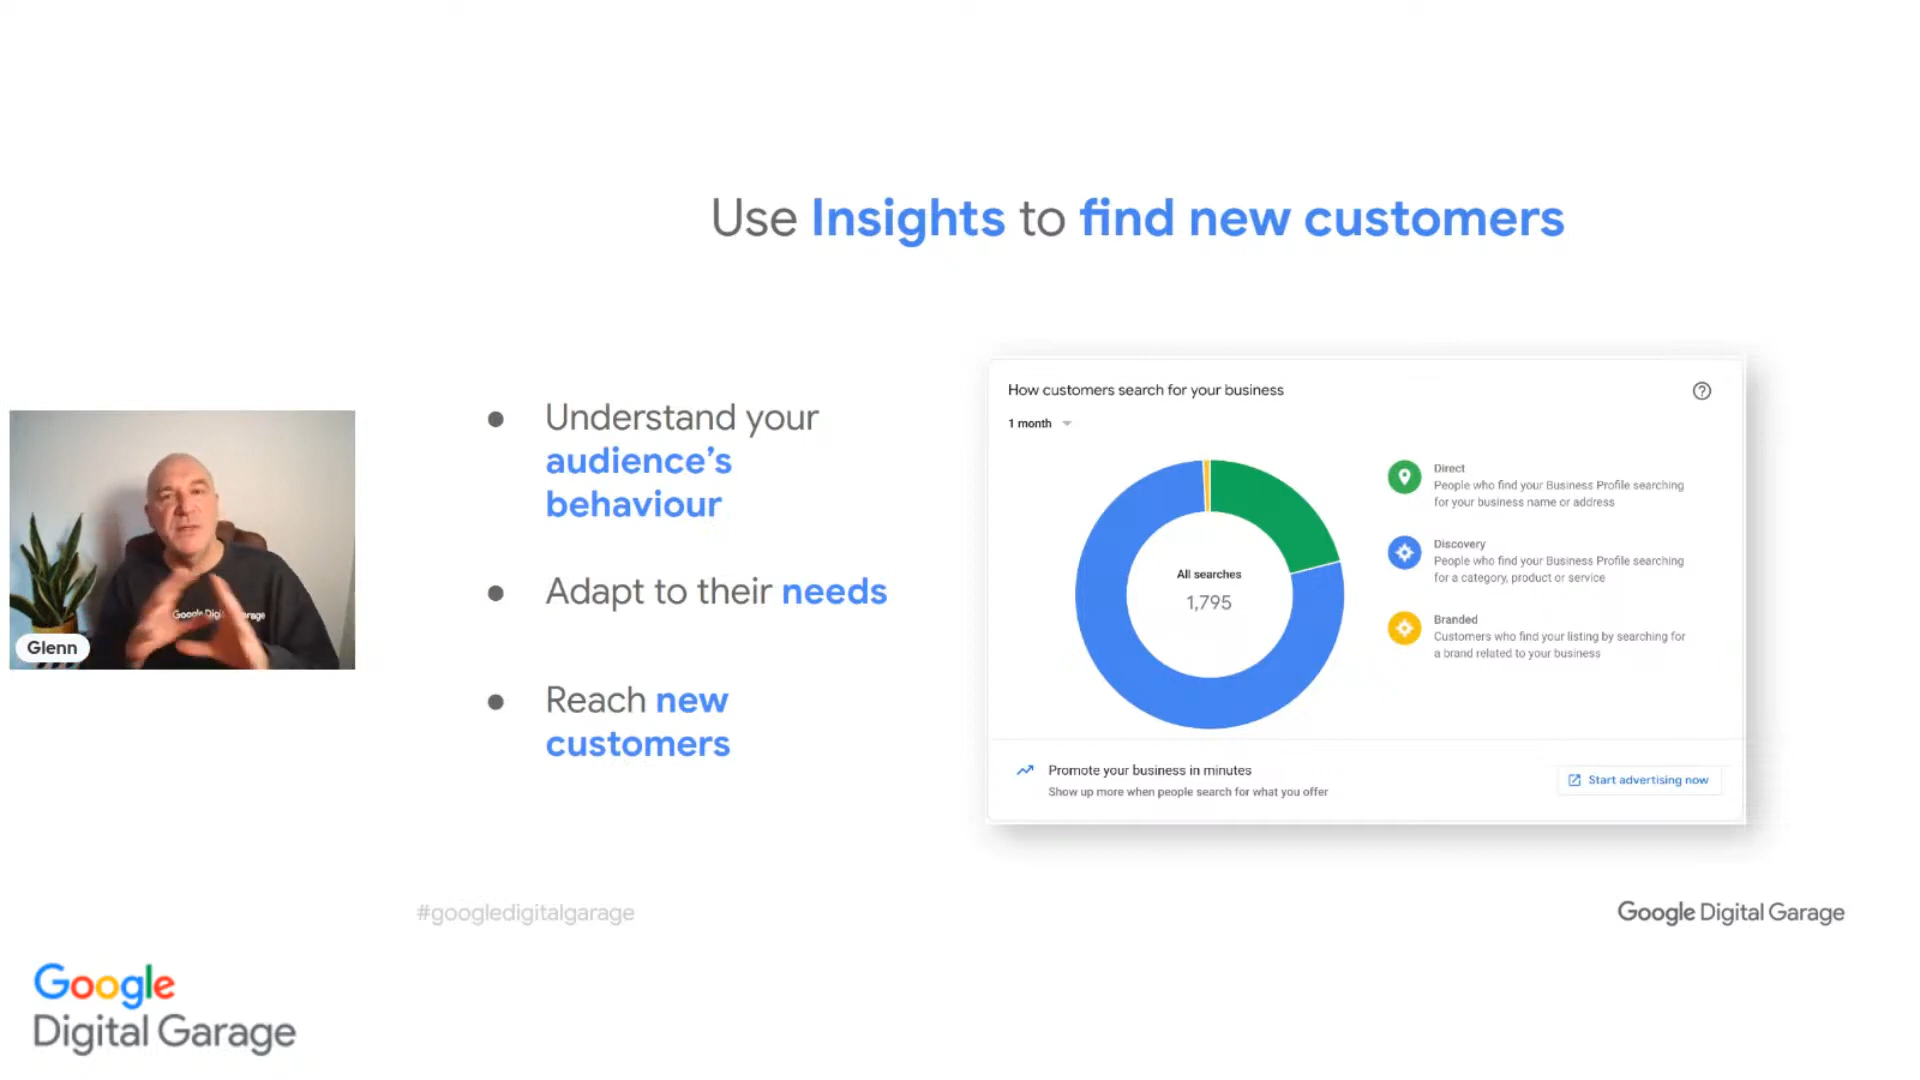 Use Insights to find new customers
Understand your
audience's
behaviour
Adapt to their needs
Reach new
customers
How customers search for your business
1 month
All searches
1,795
Direct
People who find your Business Profile searching
for your business name or address
Discovery
People who find your Business Profile searching
for a category, product or service
Branded
Customers who find your listing by searching for
a brand related to your business
Promote your business in minutes
Show up more when people search for what you offer
Start advertising now
Glenn
#googledigitalgarage
Google Digital Garage
Google
Digital Garage